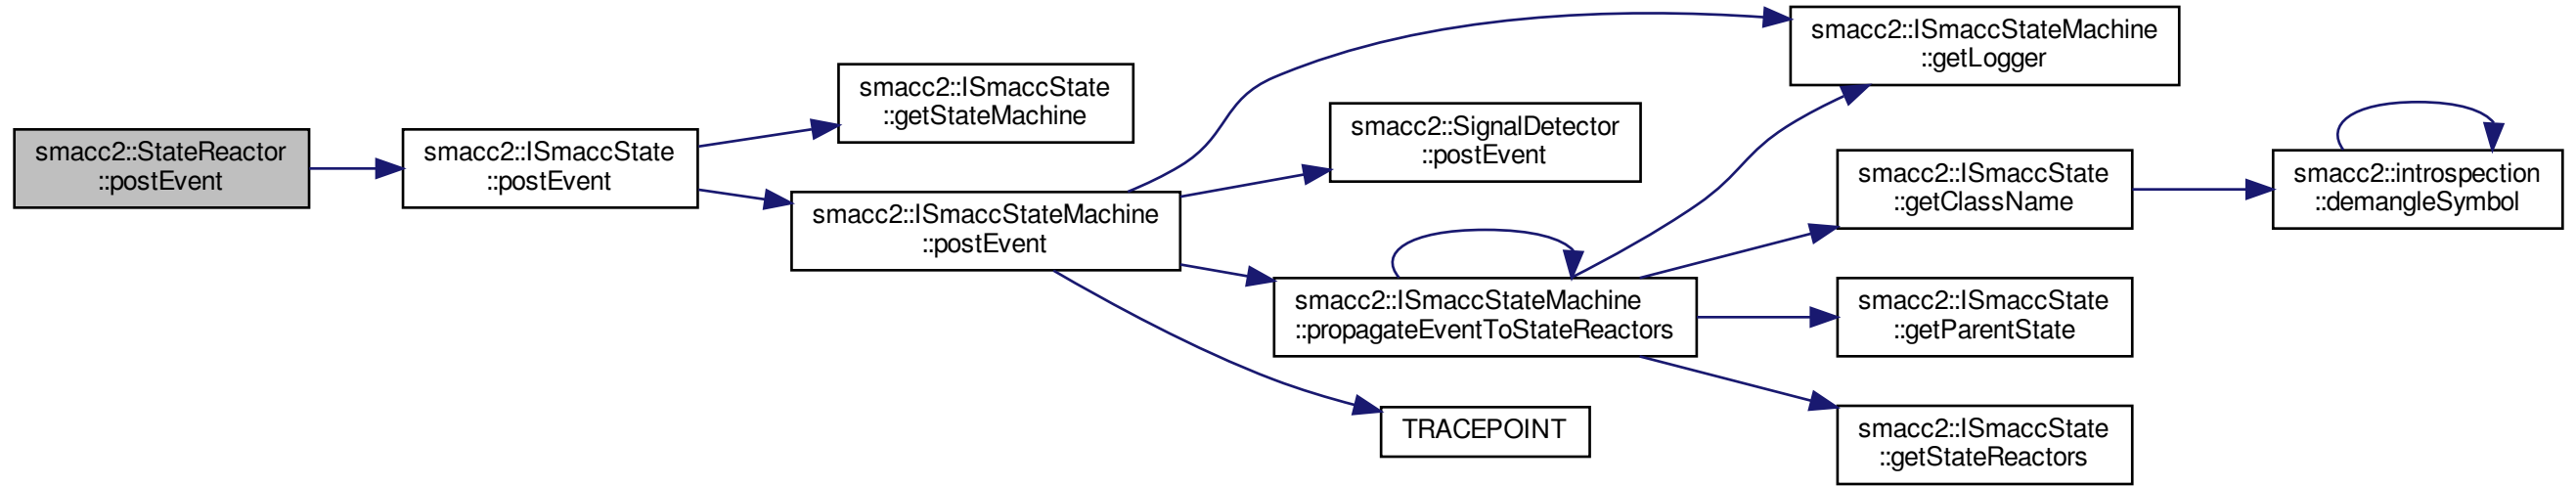 smacc2::StateReactor
::postEvent
smacc2::ISmaccState
::postEvent
smacc2::ISmaccState
::getStateMachine
smacc2::ISmaccStateMachine
::postEvent
smacc2::ISmaccStateMachine
::getLogger
smacc2::SignalDetector
::postEvent
smacc2::ISmaccStateMachine
::propagateEventToStateReactors
TRACEPOINT
smacc2::ISmaccState
::getClassName
smacc2::ISmaccState
::getParentState
smacc2::ISmaccState
::getStateReactors
smacc2::introspection
::demangleSymbol